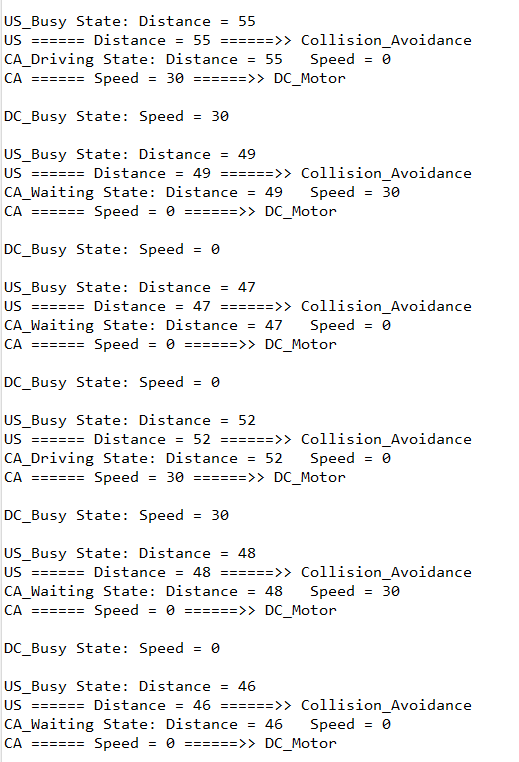 US_Busy State: Distance = 55
US ====== Distance = 55 ======>> Collision_Avoidance
CA_Driving State: Distance = 55   Speed = 0
CA ====== Speed = 30 ======>> DC_Motor
DC_Busy State: Speed = 30
US_Busy State: Distance = 49
US ====== Distance = 49 ======>> Collision_Avoidance
CA_Waiting State: Distance = 49   Speed = 30
CA ====== Speed = 0 ======>> DC_Motor
DC_Busy State: Speed = 0
US_Busy State: Distance = 47
US ====== Distance = 47 ======>> Collision_Avoidance
CA_Waiting State: Distance = 47   Speed = 0
CA ====== Speed = 0 ======>> DC_Motor
DC_Busy State: Speed = 0
US_Busy State: Distance = 52
US ====== Distance = 52 ======>> Collision_Avoidance
CA_Driving State: Distance = 52   Speed = 0
CA ====== Speed = 30 ======>> DC_Motor
DC_Busy State: Speed = 30
US_Busy State: Distance = 48
US ====== Distance = 48 ======>> Collision_Avoidance
CA_Waiting State: Distance = 48   Speed = 30
CA ====== Speed = 0 ======>> DC_Motor
DC_Busy State: Speed = 0
US_Busy State: Distance = 46
US ====== Distance = 46 ======>> Collision_Avoidance
CA_Waiting State: Distance = 46   Speed = 0
CA ====== Speed = 0 ======>> DC_Motor